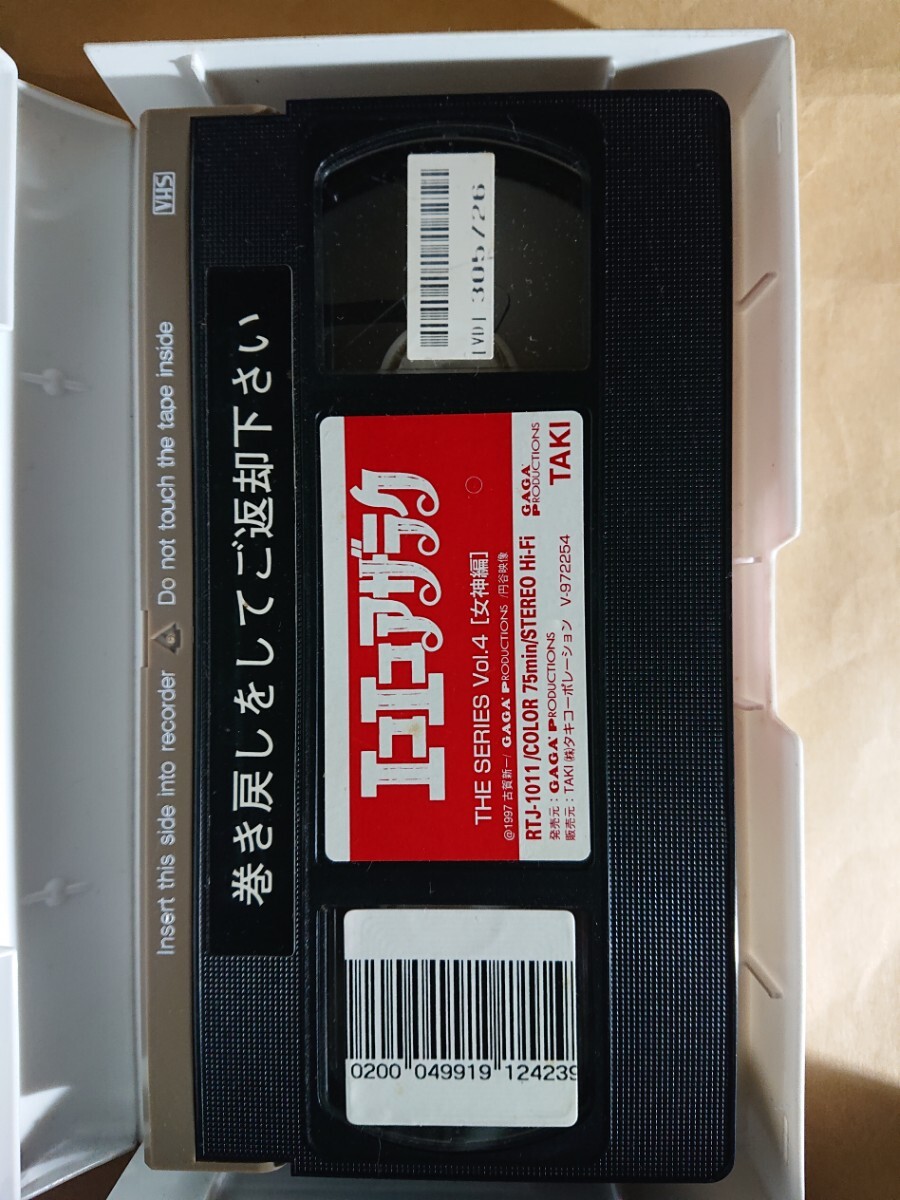 VHS
Insert this side into recorder Do not touch the tape inside
巻き戻しをしてご返却下さい
0200 049919 124239
エコエコアザラク
THE SERIES Vol.4 [女神編]
©1997 古賀新一/GAGA PRODUCTIONS/円谷映像
RTJ-1011/COLOR 75min/STEREO Hi-Fi
発売元:GAGA PRODUCTIONS
販売元:TAKI (株)タキコーポレーション V-972254
GAGA PRODUCTIONS
TAKI
[VD] 305/26